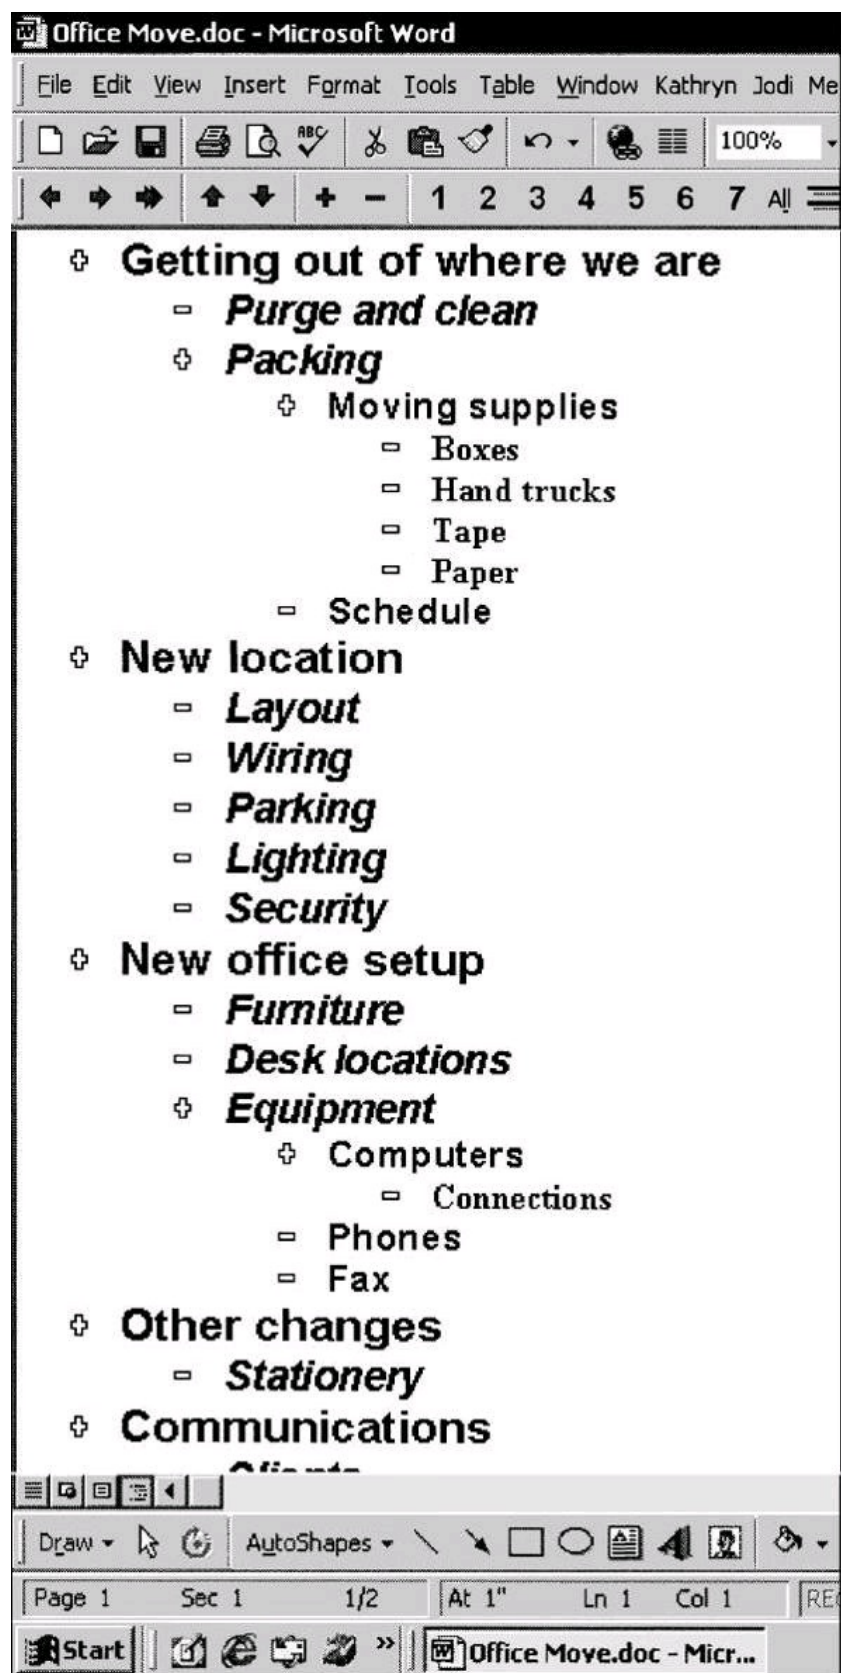 Office Move.doc - Microsoft Word
File Edit View Insert Format Tools Table Window Kathryn Jodi Me
ABC 100%
1 2 3 4 5 6 7 All
Getting out of where we are
Purge and clean
Packing
Moving supplies
Boxes
Hand trucks
Tape
Paper
Schedule
New location
Layout
Wiring
Parking
Lighting
Security
New office setup
Furniture
Desk locations
Equipment
Computers
Connections
Phones
Fax
Other changes
Stationery
Communications
Clients
Draw AutoShapes
Page 1 Sec 1 1/2 At 1" Ln 1 Col 1 REC
Start Office Move.doc - Micr...